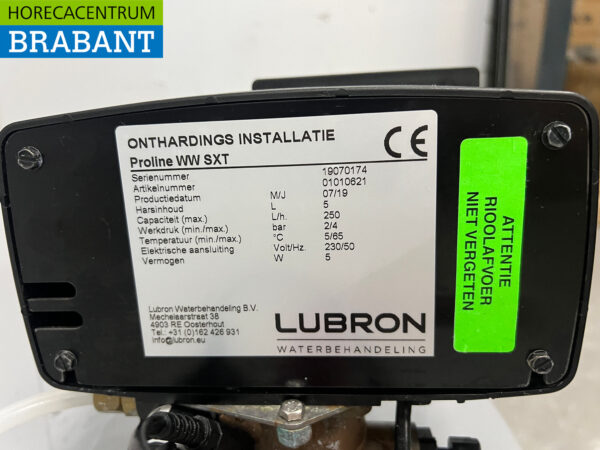 HORECACENTRUM
BRABANT
ONTHARDINGS INSTALLATIE
Proline WW SXT
Serienummer 19070174
Artikelnummer 01010621
Productiedatum M/J 07/19
Harsinhoud L 5
Capaciteit (max.) L/h. 250
Werkdruk (min./max.) bar 2/4
Temperatuur (min./max.) °C 5/65
Elektrische aansluiting Volt/Hz. 230/50
Vermogen W 5
Lubron Waterbehandeling B.V.
Mechelaarstraat 38
4903 RE Oosterhout
Tel. +31 (0)162 426 931
info@lubron.eu
LUBRON
WATERBEHANDELING
CE
ATTENTIE
RIOOLAFVOER
NIET VERGETEN